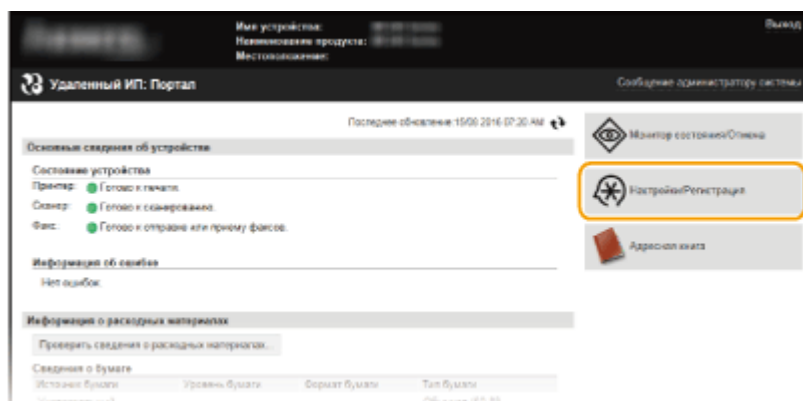 Имя устройства:
Наименование продукта:
Местоположение:
Выход
Удаленный ИП: Портал
Сообщение администратору системы
Последнее обновление: 15/06 2016 07:20 AM
Основные сведения об устройстве
Состояние устройства
Принтер: Готово к печати.
Сканер: Готово к сканированию.
Факс: Готово к отправке или приему факсов.
Информация об ошибке
Нет ошибок.
Информация о расходных материалах
Проверить сведения о расходных материалах...
Сведения о бумаге
Источник бумаги Уровень бумаги Формат бумаги Тип бумаги
Монитор состояния/Отмена
Настройки/Регистрация
Адресная книга